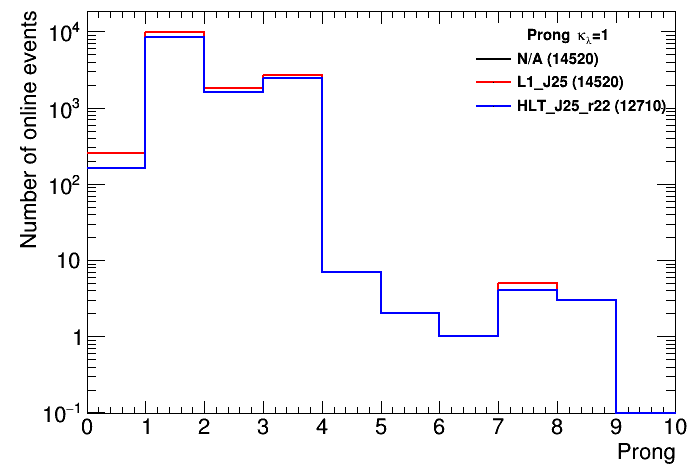 Prong κλ=1
N/A (14520)
L1_J25 (14520)
HLT_J25_r22 (12710)
Number of online events
10⁴
10³
10²
10
1
10⁻¹
0 1 2 3 4 5 6 7 8 9 10
Prong